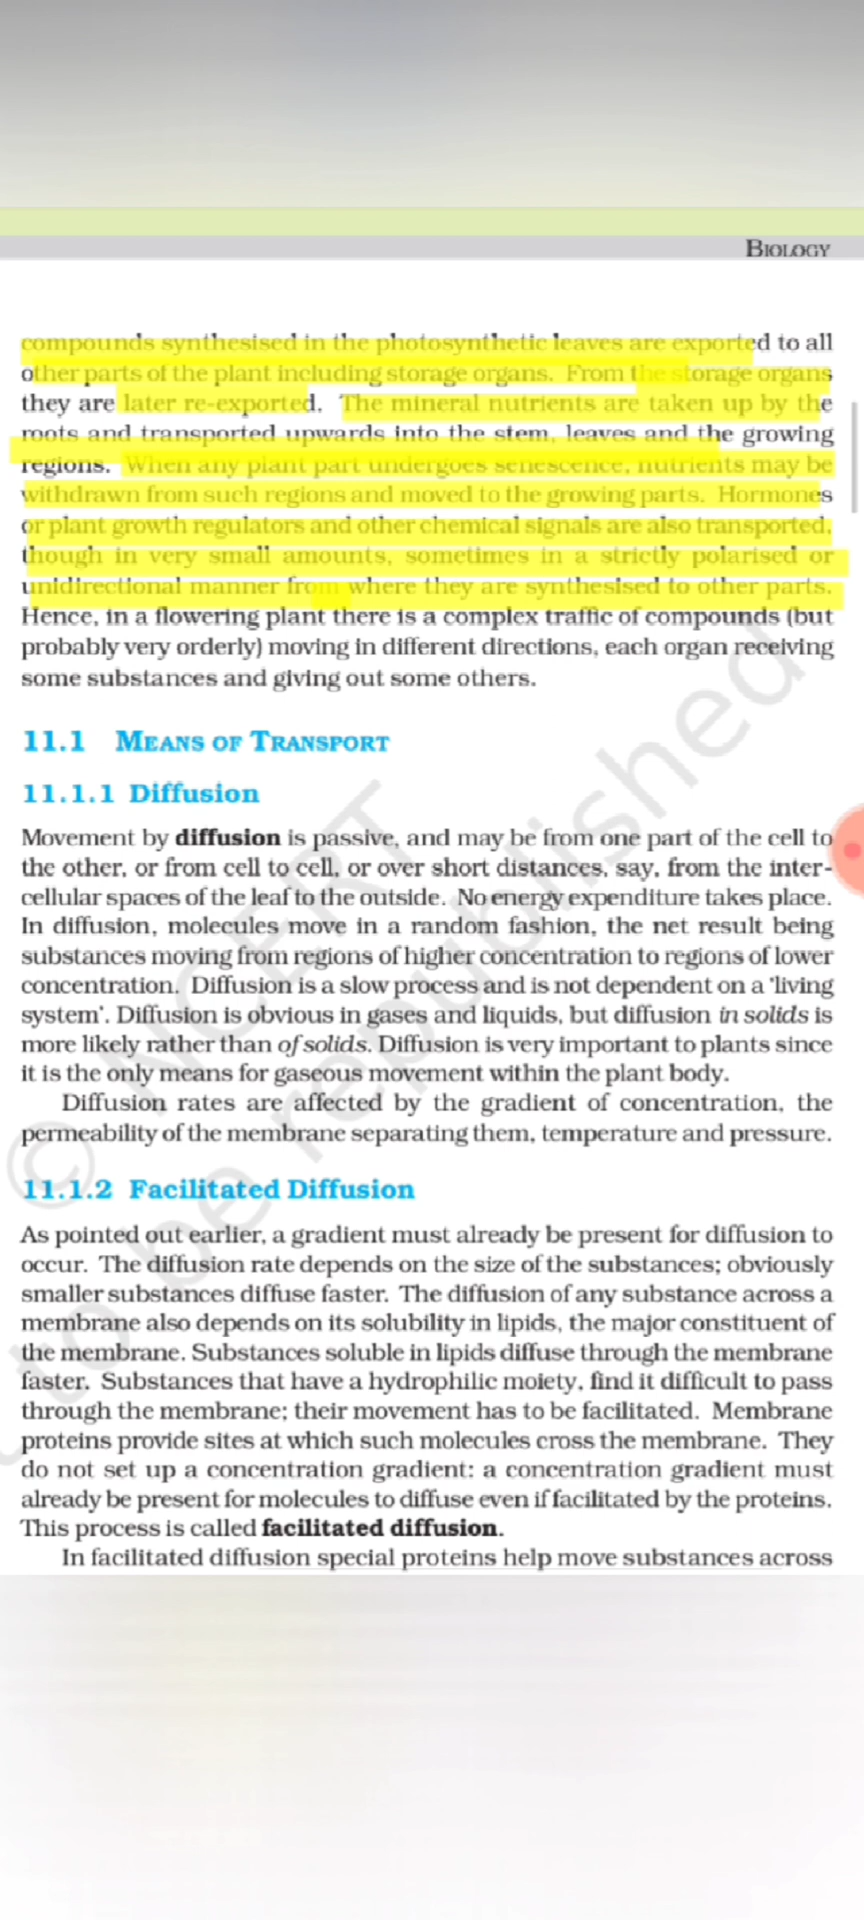 BIOLOGY
compounds synthesised in the photosynthetic leaves are exported to all
other parts of the plant including storage organs. From the storage organs
they are later re-exported. The mineral nutrients are taken up by the
roots and transported upwards into the stem, leaves and the growing
regions. When any plant part undergoes senescence, nutrients may be
withdrawn from such regions and moved to the growing parts. Hormones
or plant growth regulators and other chemical signals are also transported,
though in very small amounts, sometimes in a strictly polarised or
unidirectional manner from where they are synthesised to other parts.
Hence, in a flowering plant there is a complex traffic of compounds (but
probably very orderly) moving in different directions, each organ receiving
some substances and giving out some others.
11.1 MEANS OF TRANSPORT
11.1.1 Diffusion
Movement by diffusion is passive, and may be from one part of the cell to
the other, or from cell to cell, or over short distances, say, from the inter-
cellular spaces of the leaf to the outside. No energy expenditure takes place.
In diffusion, molecules move in a random fashion, the net result being
substances moving from regions of higher concentration to regions of lower
concentration. Diffusion is a slow process and is not dependent on a 'living
system'. Diffusion is obvious in gases and liquids, but diffusion in solids is
more likely rather than of solids. Diffusion is very important to plants since
it is the only means for gaseous movement within the plant body.
Diffusion rates are affected by the gradient of concentration, the
permeability of the membrane separating them, temperature and pressure.
11.1.2 Facilitated Diffusion
As pointed out earlier, a gradient must already be present for diffusion to
occur. The diffusion rate depends on the size of the substances; obviously
smaller substances diffuse faster. The diffusion of any substance across a
membrane also depends on its solubility in lipids, the major constituent of
the membrane. Substances soluble in lipids diffuse through the membrane
faster. Substances that have a hydrophilic moiety, find it difficult to pass
through the membrane; their movement has to be facilitated. Membrane
proteins provide sites at which such molecules cross the membrane. They
do not set up a concentration gradient: a concentration gradient must
already be present for molecules to diffuse even if facilitated by the proteins.
This process is called facilitated diffusion.
In facilitated diffusion special proteins help move substances across
© NCERT
to be republished